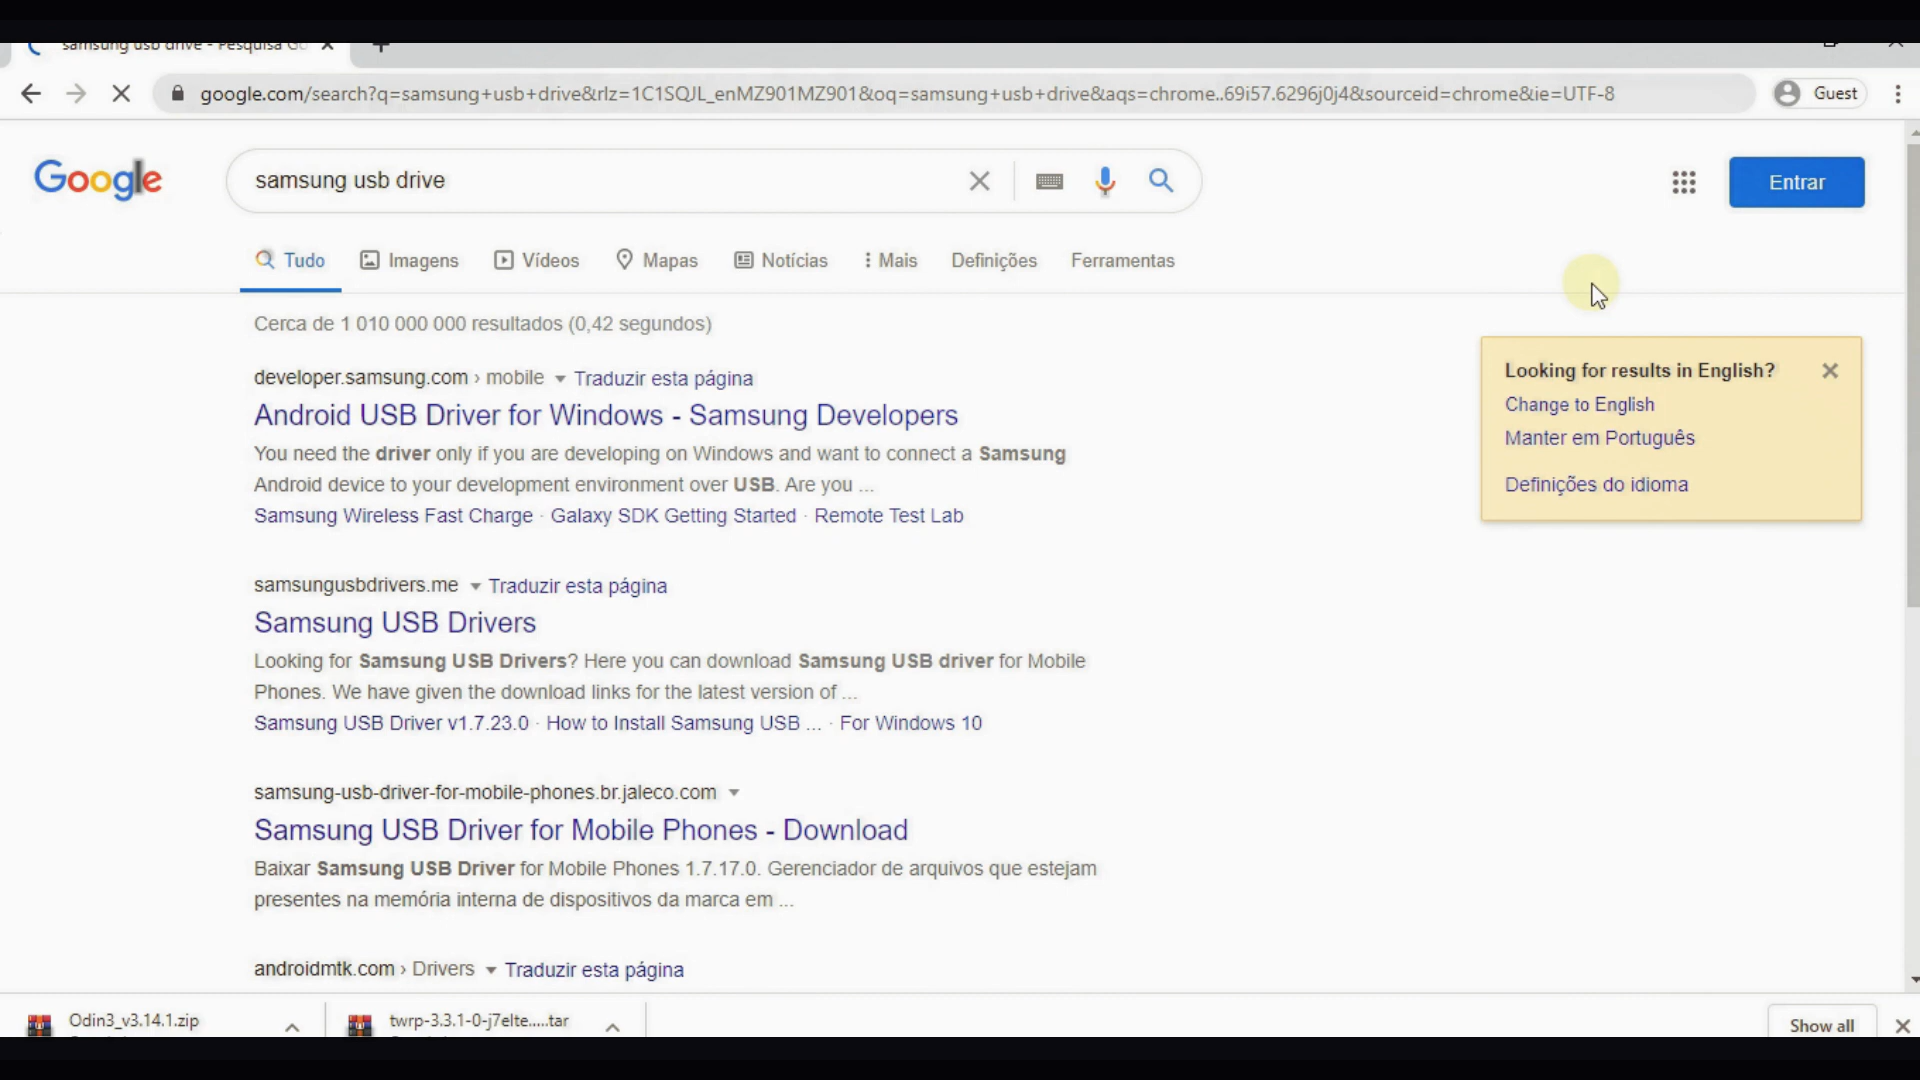 samsung usb drive - Pesquisa Go
google.com/search?q=samsung+usb+drive&rlz=1C1SQJL_enMZ901MZ901&oq=samsung+usb+drive&aqs=chrome..69i57.6296j0j4&sourceid=chrome&ie=UTF-8
Guest
Google
samsung usb drive
Entrar
Tudo
Imagens
Vídeos
Mapas
Notícias
Mais
Definições
Ferramentas
Cerca de 1 010 000 000 resultados (0,42 segundos)
developer.samsung.com › mobile Traduzir esta página
Android USB Driver for Windows - Samsung Developers
You need the driver only if you are developing on Windows and want to connect a Samsung
Android device to your development environment over USB. Are you ...
Samsung Wireless Fast Charge · Galaxy SDK Getting Started · Remote Test Lab
Looking for results in English?
Change to English
Manter em Português
Definições do idioma
samsungusbdrivers.me Traduzir esta página
Samsung USB Drivers
Looking for Samsung USB Drivers? Here you can download Samsung USB driver for Mobile
Phones. We have given the download links for the latest version of ...
Samsung USB Driver v1.7.23.0 · How to Install Samsung USB ... · For Windows 10
samsung-usb-driver-for-mobile-phones.br.jaleco.com
Samsung USB Driver for Mobile Phones - Download
Baixar Samsung USB Driver for Mobile Phones 1.7.17.0. Gerenciador de arquivos que estejam
presentes na memória interna de dispositivos da marca em ...
androidmtk.com › Drivers Traduzir esta página
Odin3_v3.14.1.zip
twrp-3.3.1-0-j7elte.....tar
Show all